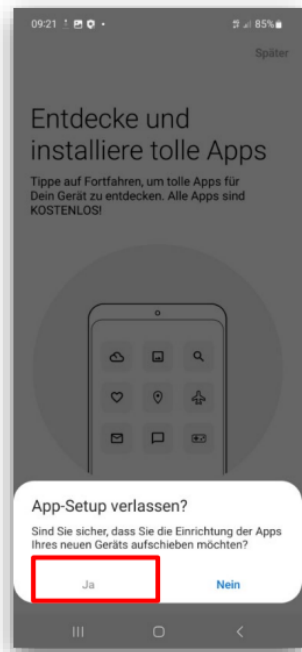 09:21 85%
Später
Entdecke und
installiere tolle Apps
Tippe auf Fortfahren, um tolle Apps für
Dein Gerät zu entdecken. Alle Apps sind
KOSTENLOS!
App-Setup verlassen?
Sind Sie sicher, dass Sie die Einrichtung der Apps
Ihres neuen Geräts aufschieben möchten?
Ja Nein